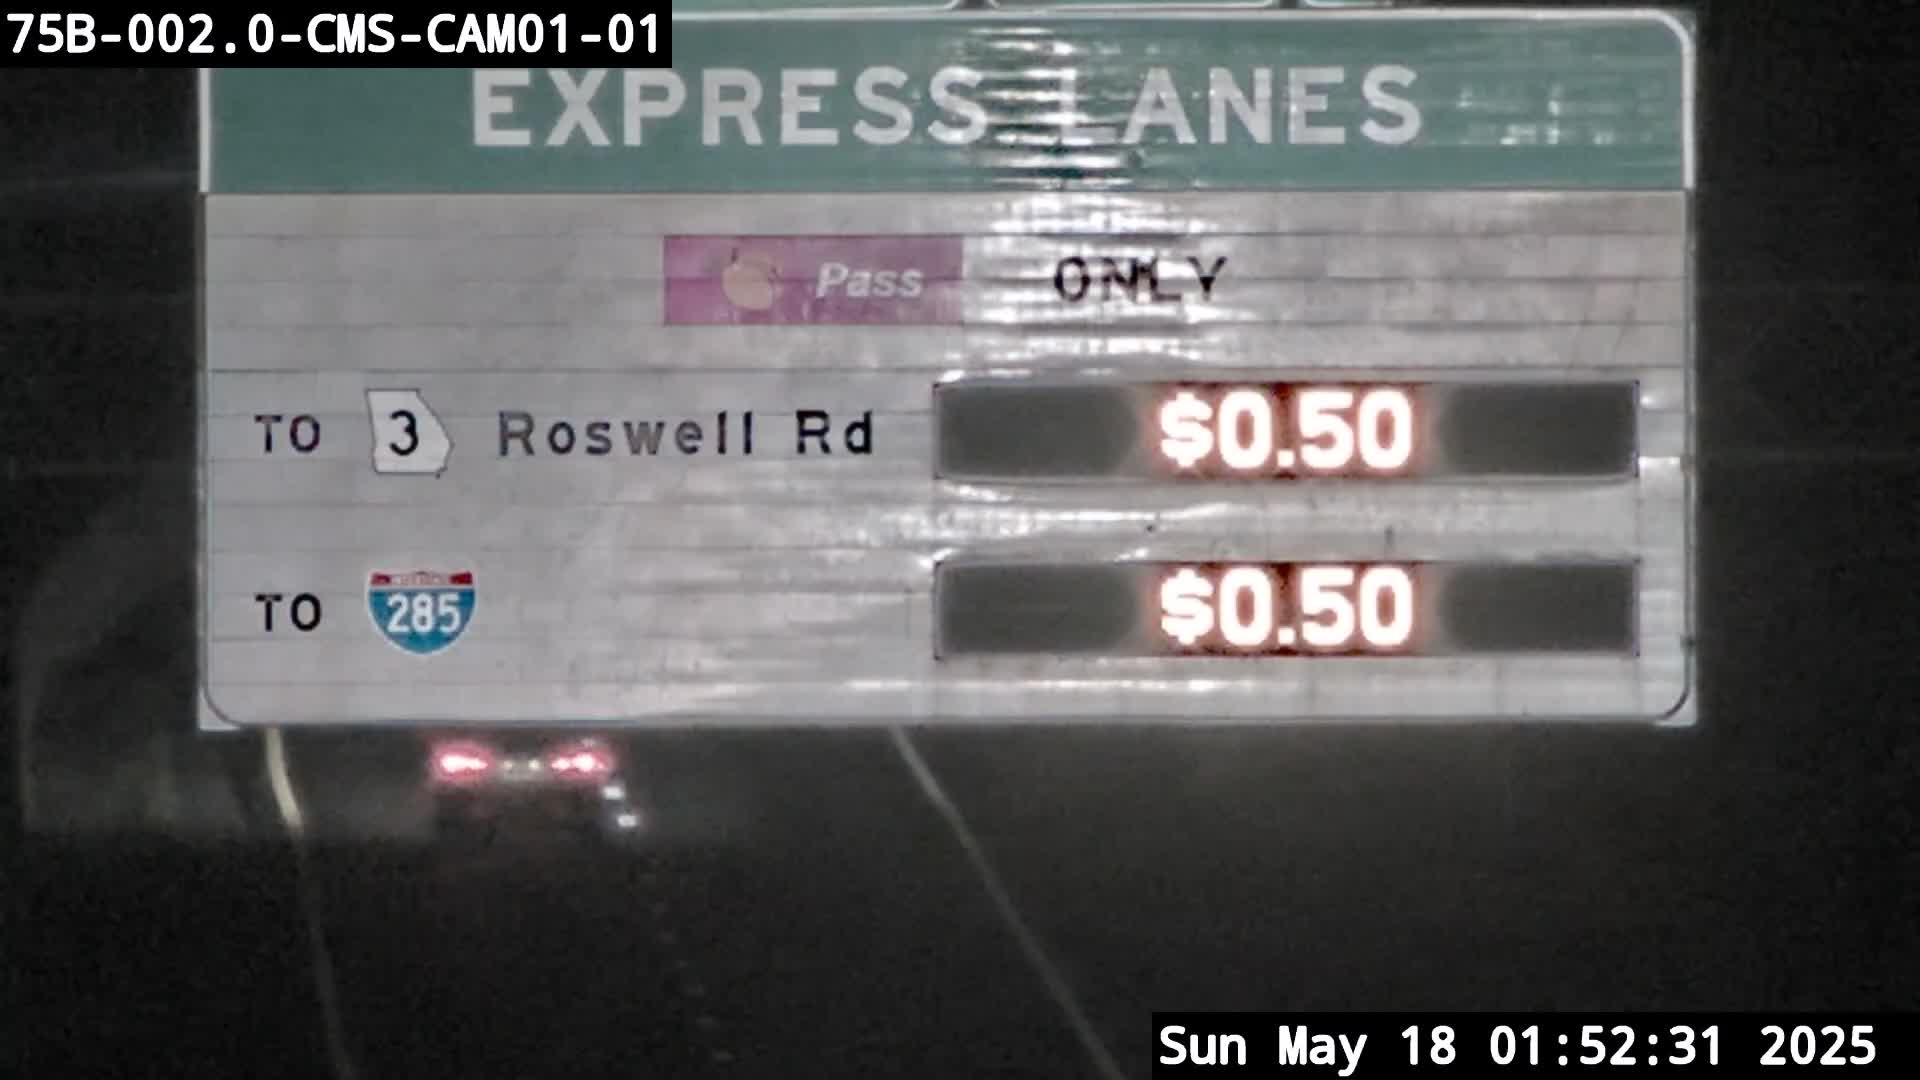 75B-002.0-CMS-CAM01-01
EXPRESS LANES
Pass ONLY
TO 3 Roswell Rd $0.50
TO 285 $0.50
Sun May 18 01:52:31 2025